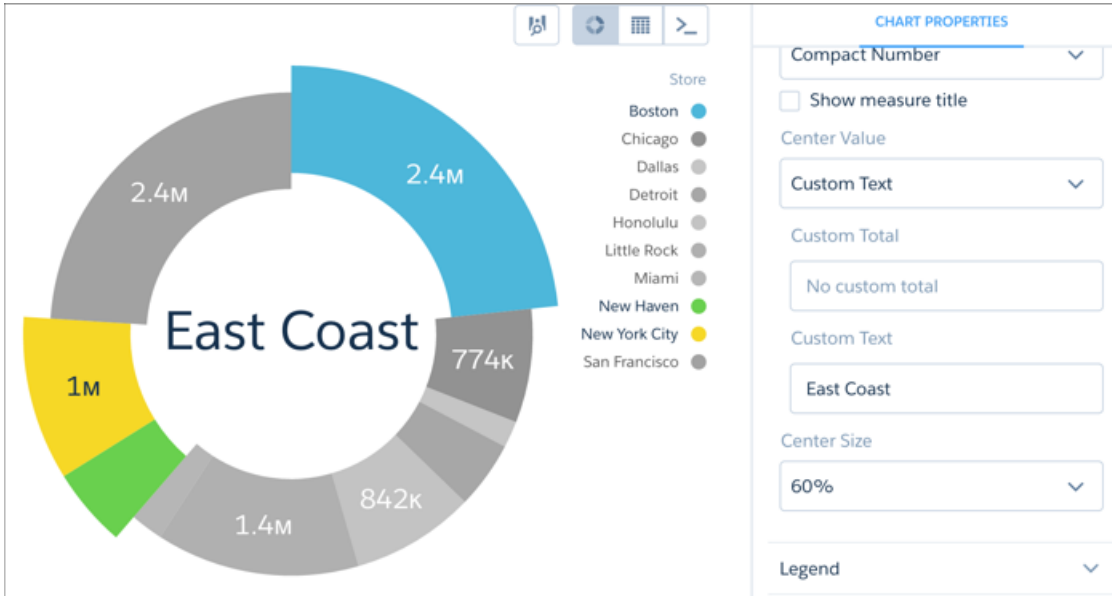 2.4M
2.4M
774K
842K
1.4M
1M
East Coast
Store
Boston
Chicago
Dallas
Detroit
Honolulu
Little Rock
Miami
New Haven
New York City
San Francisco
CHART PROPERTIES
Compact Number
Show measure title
Center Value
Custom Text
Custom Total
No custom total
Custom Text
East Coast
Center Size
60%
Legend